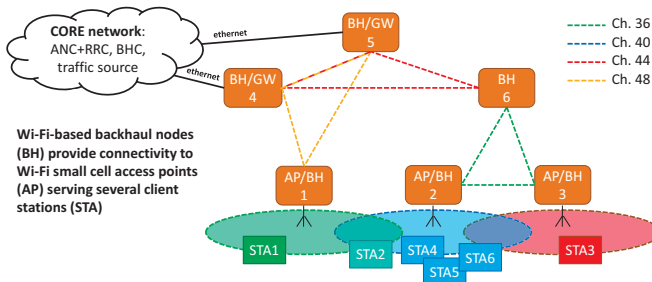 CORE network:
ANC+RRC, BHC,
traffic source
ethernet
ethernet
BH/GW
5
BH/GW
4
BH
6
Ch. 36
Ch. 40
Ch. 44
Ch. 48
Wi-Fi-based backhaul nodes
(BH) provide connectivity to
Wi-Fi small cell access points
(AP) serving several client
stations (STA)
AP/BH
1
AP/BH
2
AP/BH
3
STA1
STA2
STA4
STA5
STA6
STA3